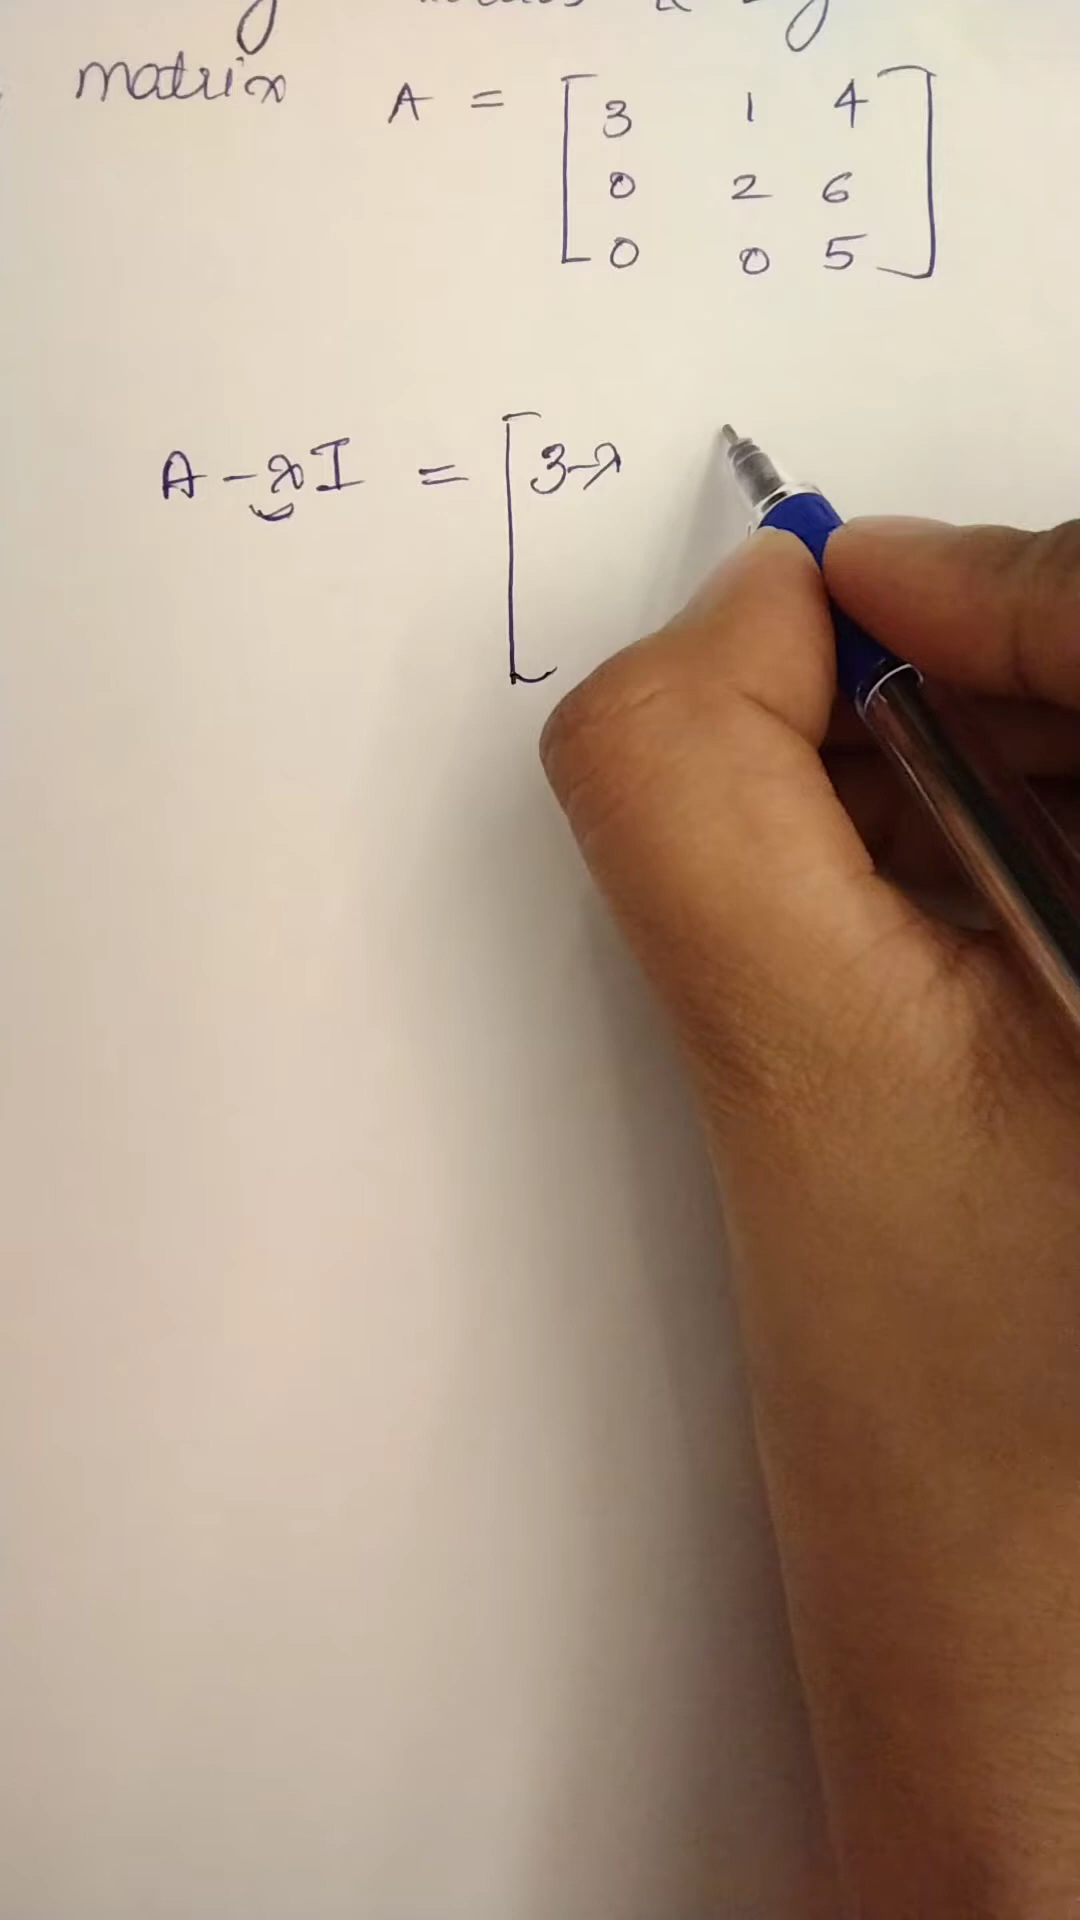 matrix A = [ 3 1 4
0 2 6
0 0 5 ]
A - λI = [ 3-λ